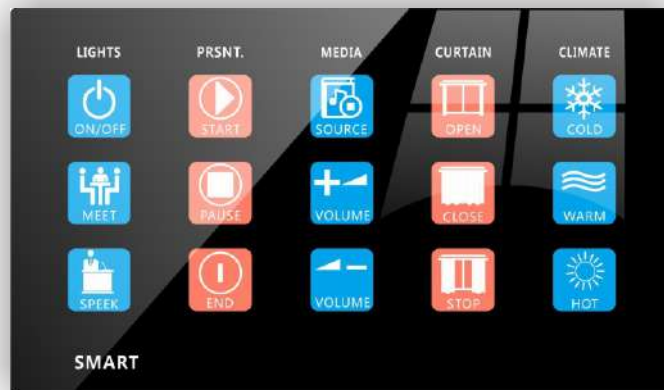 LIGHTS PRSNT. MEDIA CURTAIN CLIMATE
ON/OFF START SOURCE OPEN COLD
MEET PAUSE VOLUME CLOSE WARM
SPEEK END VOLUME STOP HOT
SMART